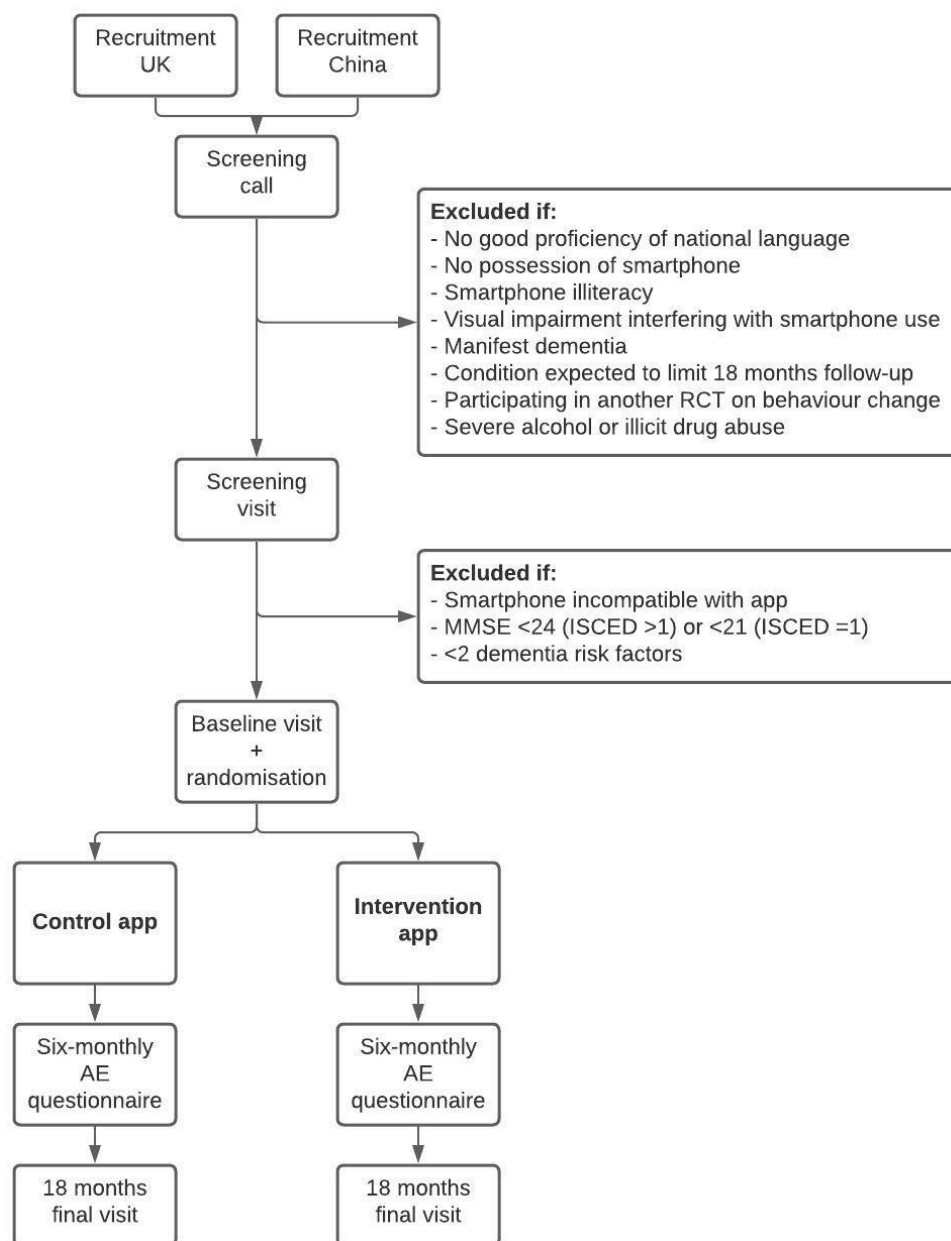 Recruitment
UK
Recruitment
China
Screening
call
Excluded if:
- No good proficiency of national language
- No possession of smartphone
- Smartphone illiteracy
- Visual impairment interfering with smartphone use
- Manifest dementia
- Condition expected to limit 18 months follow-up
- Participating in another RCT on behaviour change
- Severe alcohol or illicit drug abuse
Screening
visit
Excluded if:
- Smartphone incompatible with app
- MMSE <24 (ISCED >1) or <21 (ISCED =1)
- <2 dementia risk factors
Baseline visit
+
randomisation
Control app
Intervention
app
Six-monthly
AE
questionnaire
Six-monthly
AE
questionnaire
18 months
final visit
18 months
final visit